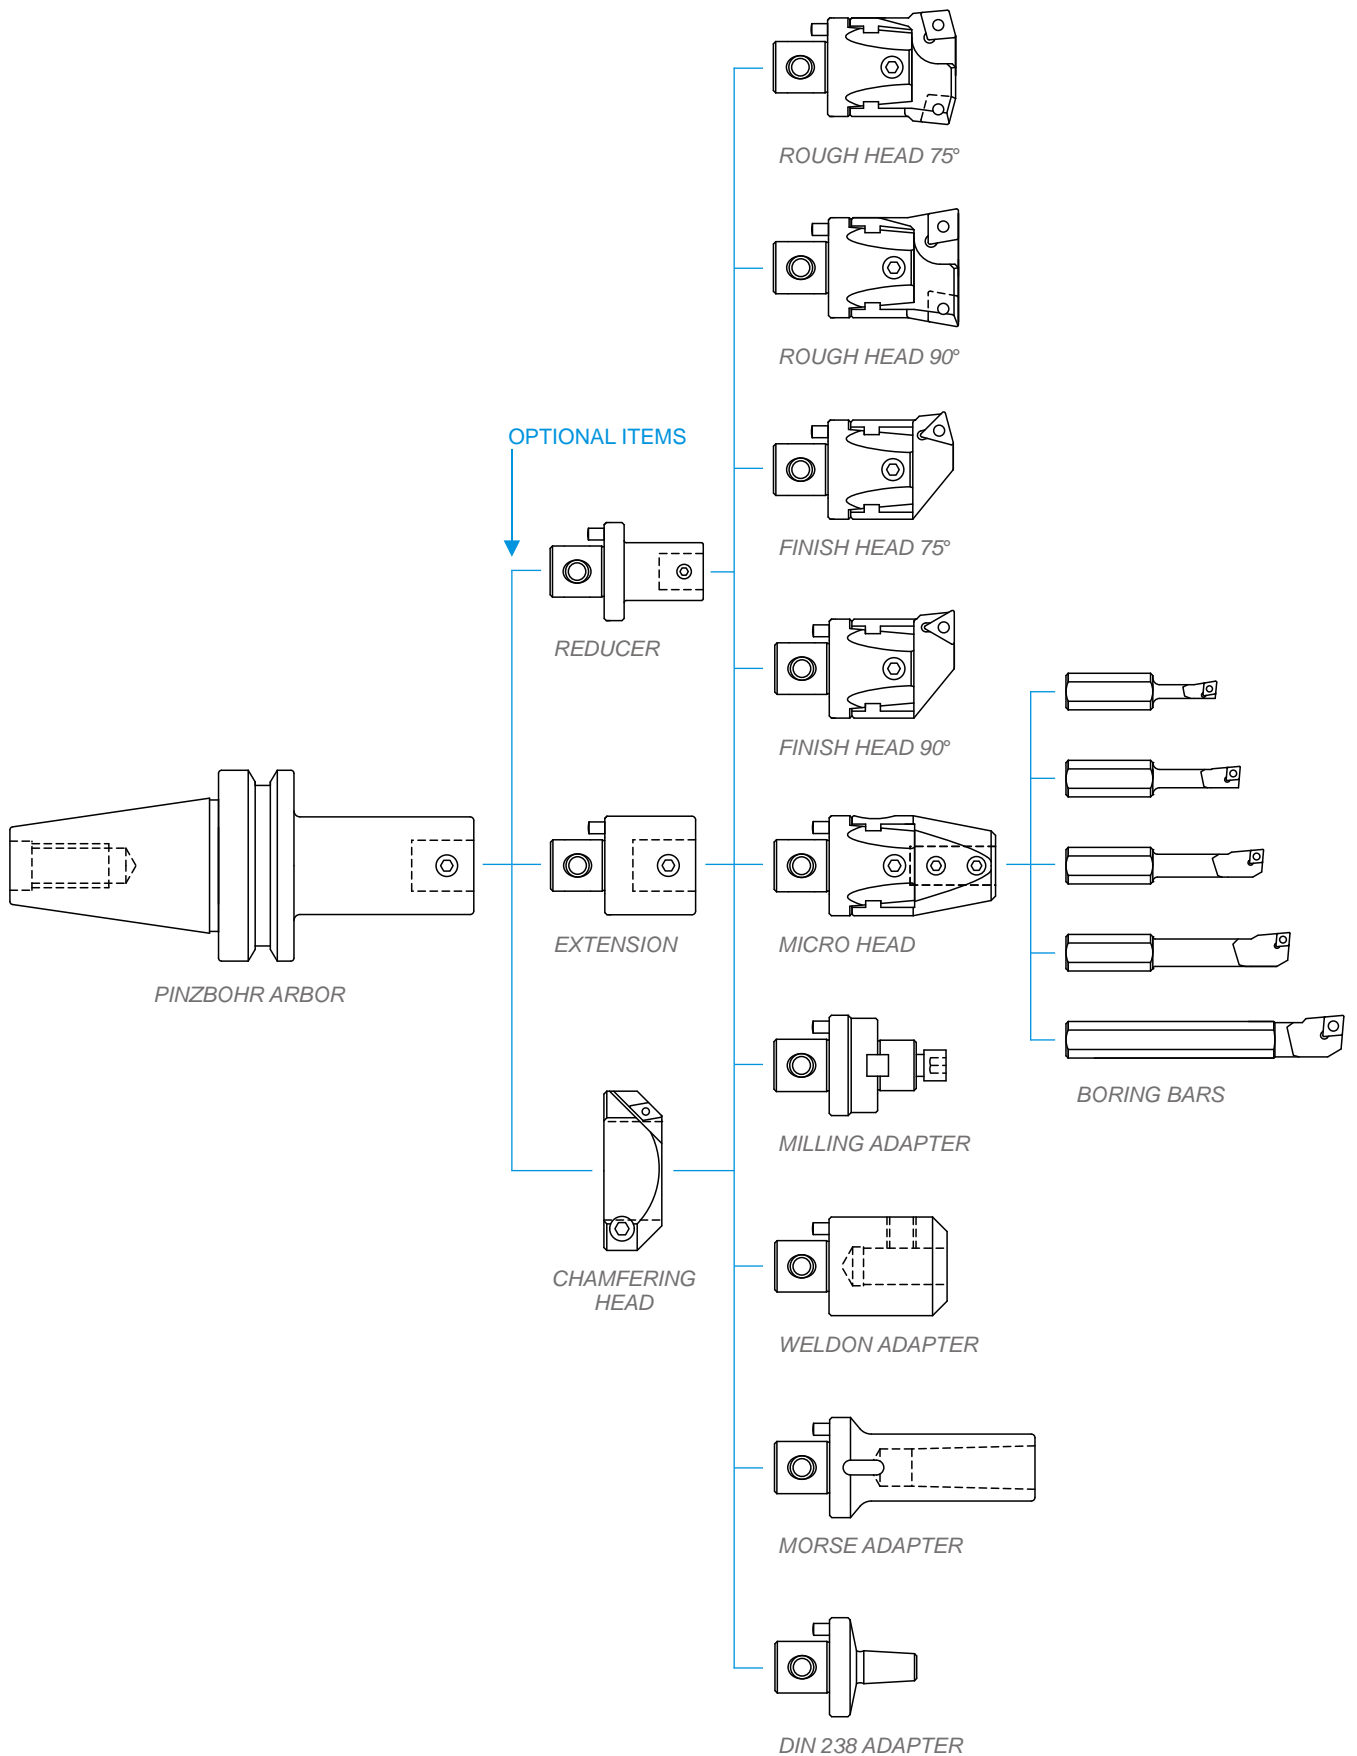 ROUGH HEAD 75°
ROUGH HEAD 90°
OPTIONAL ITEMS
FINISH HEAD 75°
REDUCER
FINISH HEAD 90°
EXTENSION
MICRO HEAD
PINZBOHR ARBOR
BORING BARS
MILLING ADAPTER
CHAMFERING
HEAD
WELDON ADAPTER
MORSE ADAPTER
DIN 238 ADAPTER